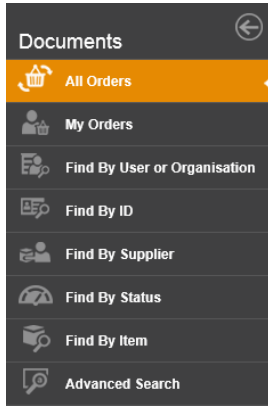 Documents
All Orders
My Orders
Find By User or Organisation
Find By ID
Find By Supplier
Find By Status
Find By Item
Advanced Search